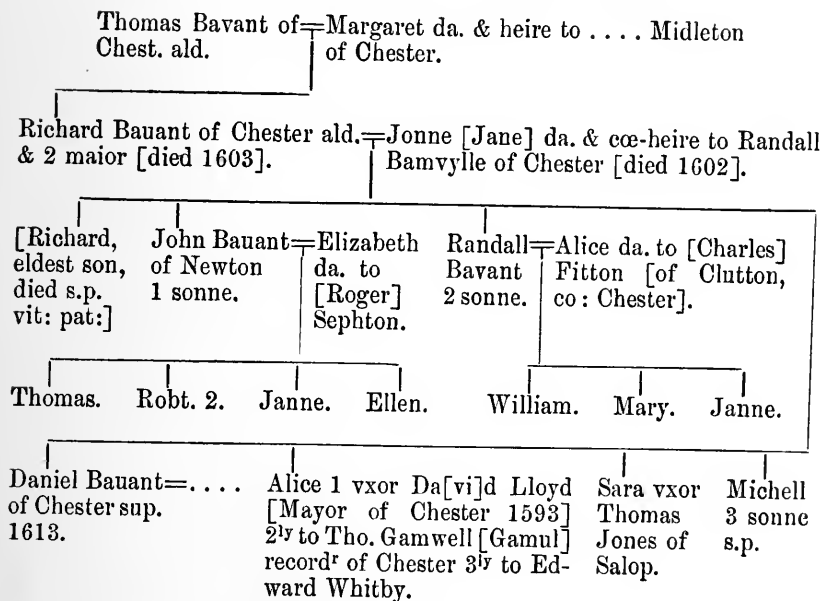 Thomas Bavant of=Margaret da. & heire to .... Midleton
Chest. ald. of Chester.
Richard Bauant of Chester ald.=Jonne [Jane] da. & cœ-heire to Randall
& 2 maior [died 1603]. Bamvylle of Chester [died 1602].
[Richard,
eldest son,
died s.p.
vit: pat:]
John Bauant=Elizabeth
of Newton da. to
1 sonne. [Roger]
Sephton.
Randall=Alice da. to [Charles]
Bavant Fitton [of Clutton,
2 sonne. co: Chester].
Thomas. Robt. 2. Janne. Ellen. William. Mary. Janne.
Daniel Bauant=....
of Chester sup.
1613.
Alice 1 vxor Da[vi]d Lloyd
[Mayor of Chester 1593]
2ly to Tho. Gamwell [Gamul]
recordr of Chester 3ly to Ed-
ward Whitby.
Sara vxor
Thomas
Jones of
Salop.
Michell
3 sonne
s.p.